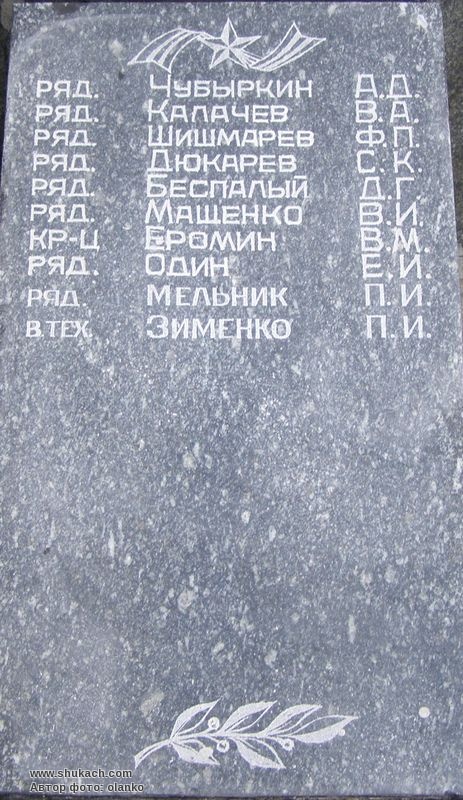 РЯД. ЧУБЫРКИН А.Д.
РЯД. КАЛАЧЕВ В.А.
РЯД. ШИШМАРЕВ Ф.П.
РЯД. ДЮКАРЕВ С.К.
РЯД. БЕСПАЛЫЙ Д.Г.
РЯД. МАЩЕНКО В.И.
КР-Ц ЕРОМИН В.М.
РЯД. ОДИН Е.И.
РЯД. МЕЛЬНИК П.И.
В.ТЕХ. ЗИМЕНКО П.И.
www.shukach.com
Автор фото: olanko